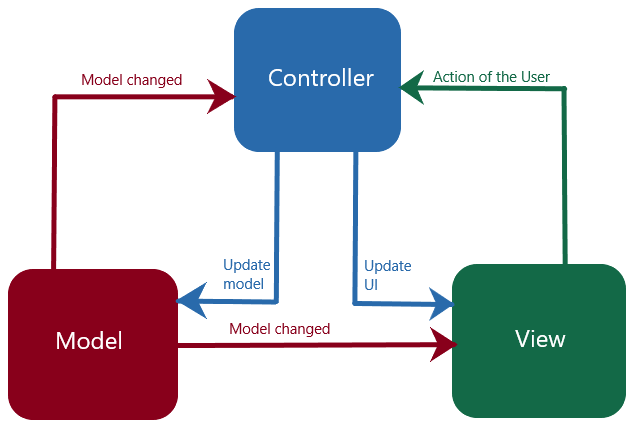 Controller
Model changed
Action of the User
Update
model
Update
UI
Model changed
Model
View